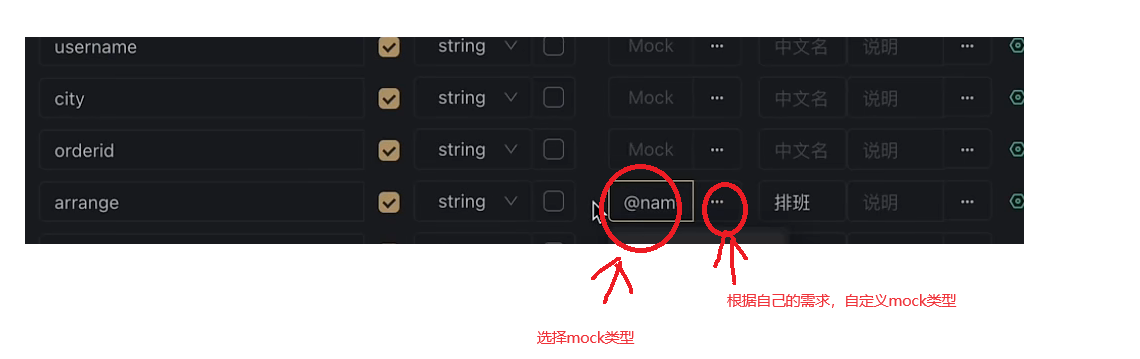 username string Mock ··· 中文名 说明 ···
city string Mock ··· 中文名 说明 ···
orderid string Mock ··· 中文名 说明 ···
arrange string @nam ··· 排班 说明 ···
根据自己的需求，自定义mock类型
选择mock类型